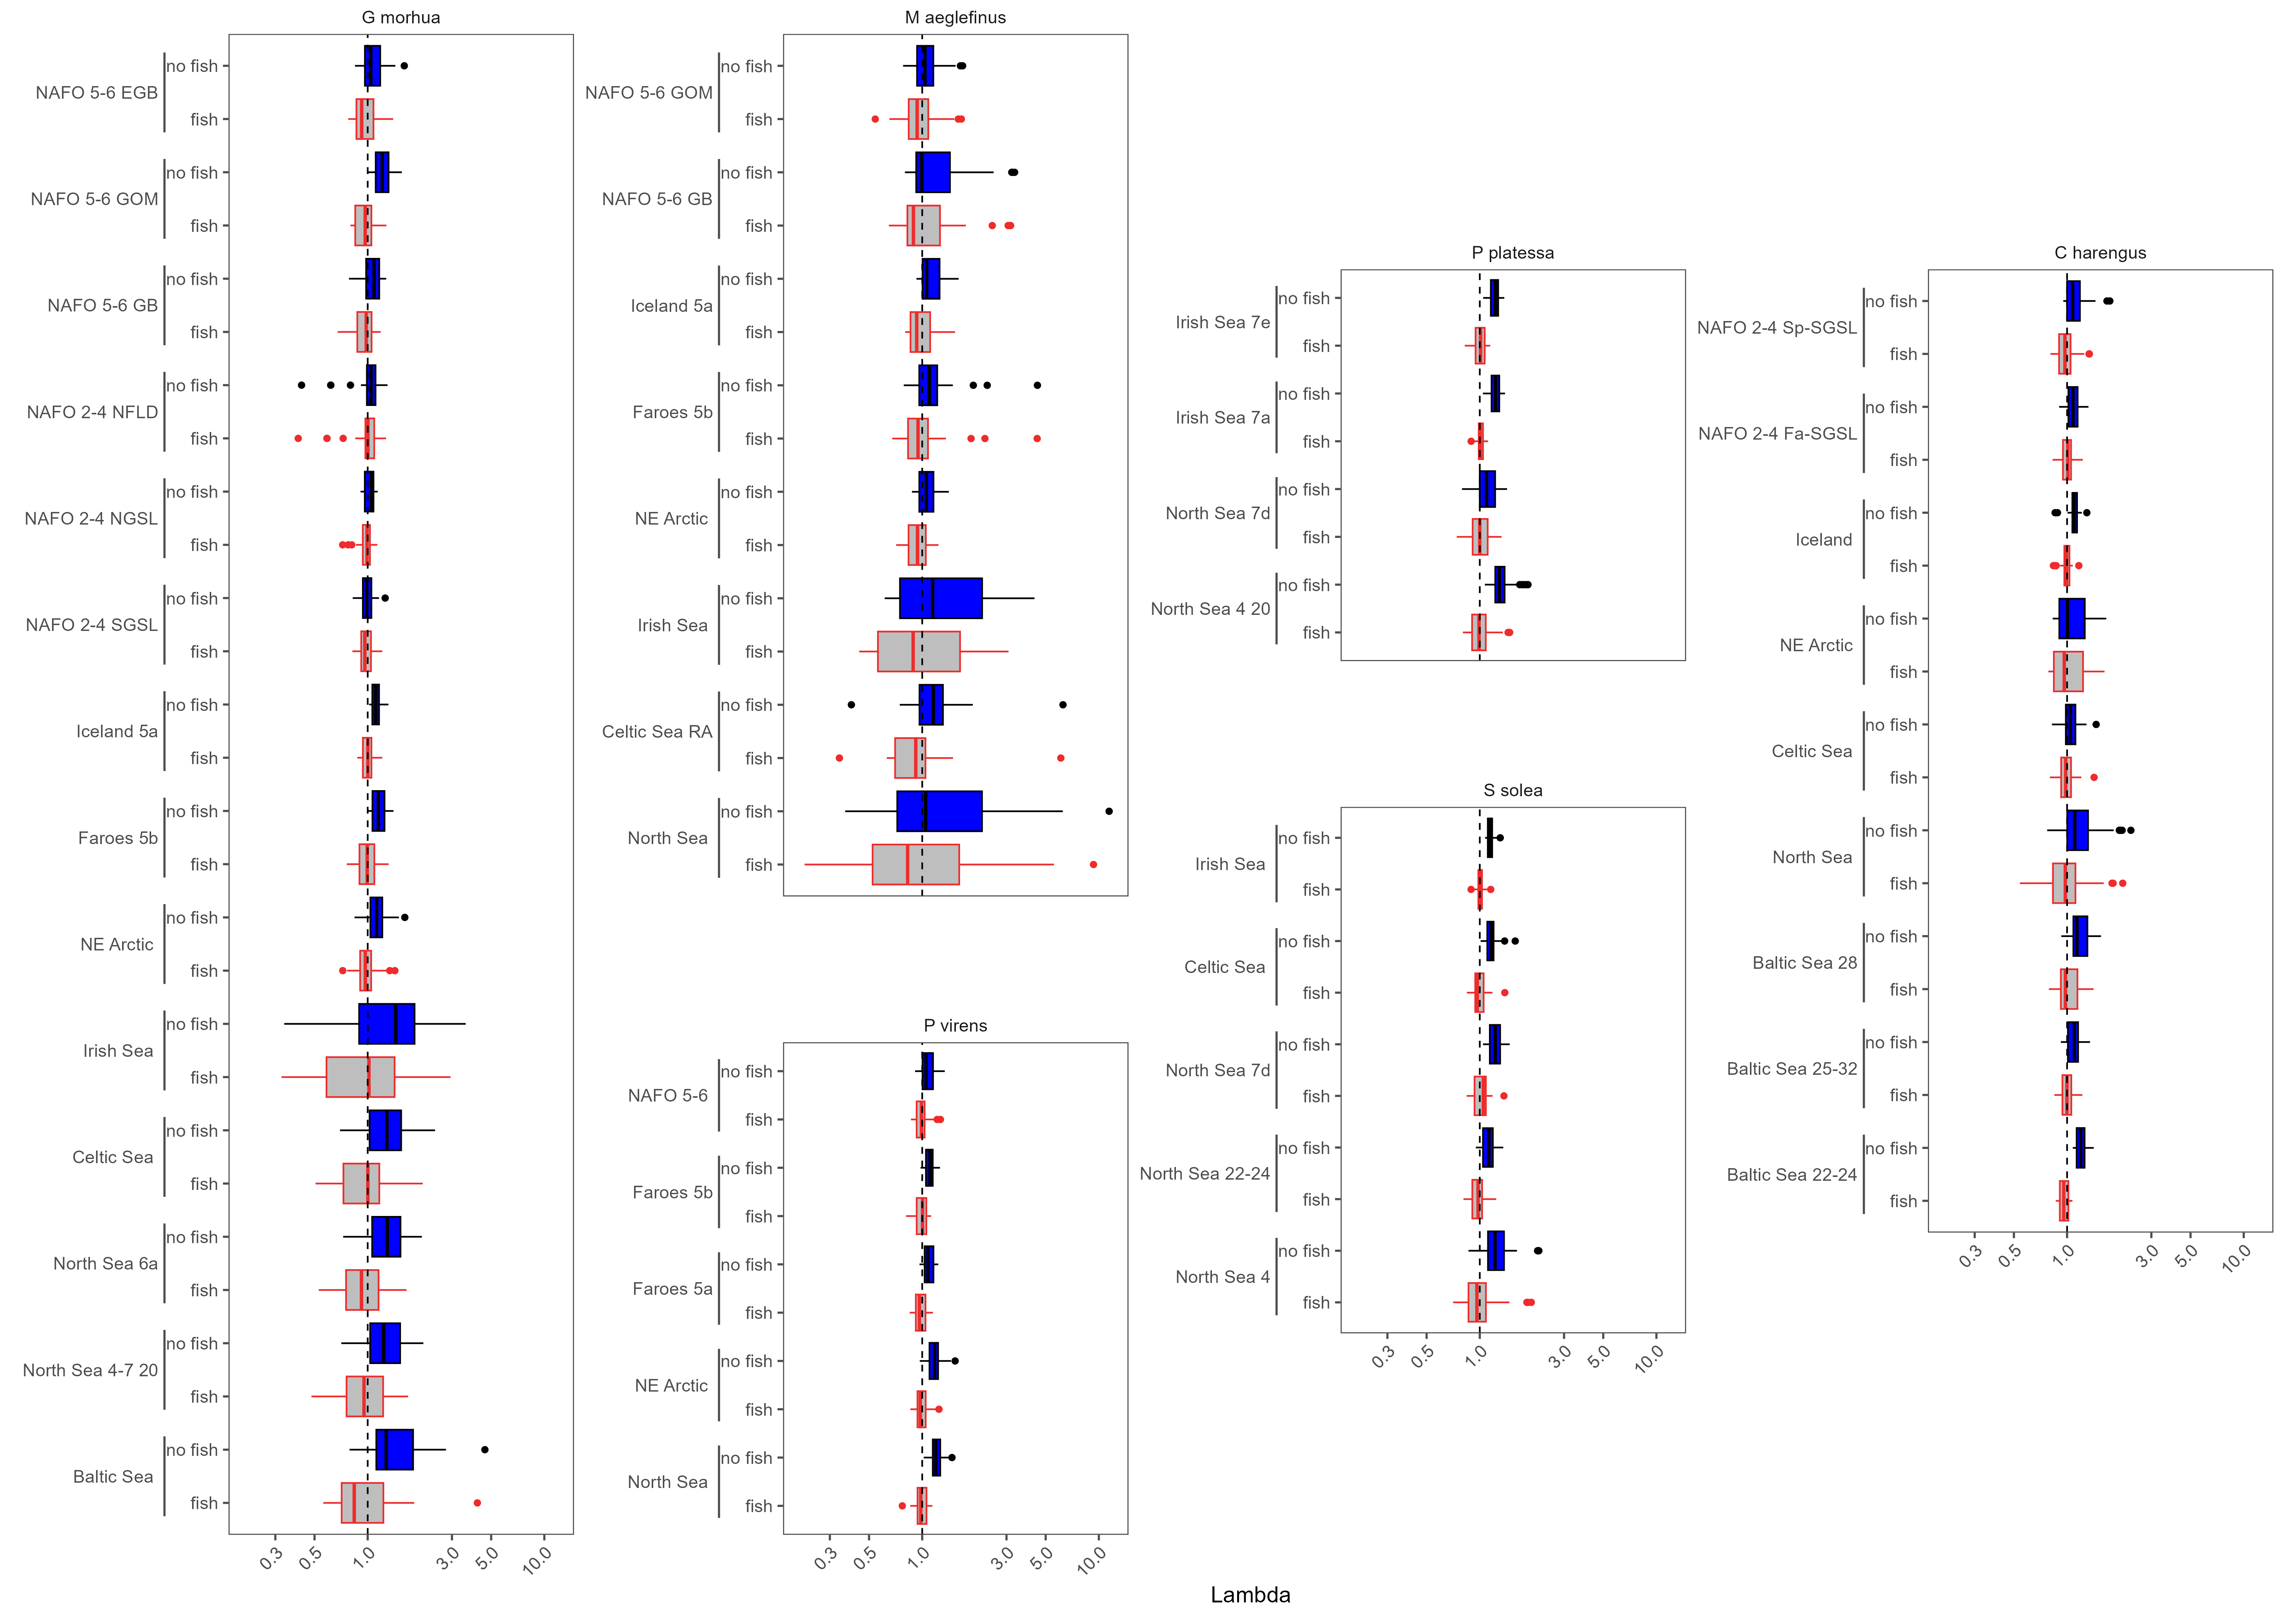 G morhua
NAFO 5-6 EGB
no fish
fish
NAFO 5-6 GOM
no fish
fish
NAFO 5-6 GB
no fish
fish
NAFO 2-4 NFLD
no fish
fish
NAFO 2-4 NGSL
no fish
fish
NAFO 2-4 SGSL
no fish
fish
Iceland 5a
no fish
fish
Faroes 5b
no fish
fish
NE Arctic
no fish
fish
Irish Sea
no fish
fish
Celtic Sea
no fish
fish
North Sea 6a
no fish
fish
North Sea 4-7 20
no fish
fish
Baltic Sea
no fish
fish
0.3 0.5 1.0 3.0 5.0 10.0
M aeglefinus
NAFO 5-6 GOM
no fish
fish
NAFO 5-6 GB
no fish
fish
Iceland 5a
no fish
fish
Faroes 5b
no fish
fish
NE Arctic
no fish
fish
Irish Sea
no fish
fish
Celtic Sea RA
no fish
fish
North Sea
no fish
fish
P virens
NAFO 5-6
no fish
fish
Faroes 5b
no fish
fish
Faroes 5a
no fish
fish
NE Arctic
no fish
fish
North Sea
no fish
fish
0.3 0.5 1.0 3.0 5.0 10.0
P platessa
Irish Sea 7e
no fish
fish
Irish Sea 7a
no fish
fish
North Sea 7d
no fish
fish
North Sea 4 20
no fish
fish
S solea
Irish Sea
no fish
fish
Celtic Sea
no fish
fish
North Sea 7d
no fish
fish
North Sea 22-24
no fish
fish
North Sea 4
no fish
fish
0.3 0.5 1.0 3.0 5.0 10.0
C harengus
NAFO 2-4 Sp-SGSL
no fish
fish
NAFO 2-4 Fa-SGSL
no fish
fish
Iceland
no fish
fish
NE Arctic
no fish
fish
Celtic Sea
no fish
fish
North Sea
no fish
fish
Baltic Sea 28
no fish
fish
Baltic Sea 25-32
no fish
fish
Baltic Sea 22-24
no fish
fish
0.3 0.5 1.0 3.0 5.0 10.0
Lambda